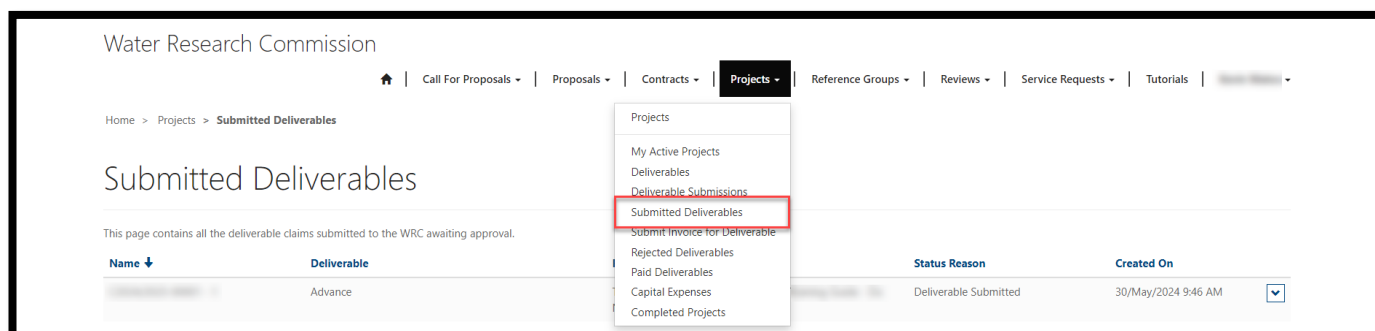 Water Research Commission
Call For Proposals
Proposals
Contracts
Projects
Reference Groups
Reviews
Service Requests
Tutorials
Home > Projects > Submitted Deliverables
Projects
My Active Projects
Deliverables
Deliverable Submissions
Submitted Deliverables
Submit Invoice for Deliverable
Rejected Deliverables
Paid Deliverables
Capital Expenses
Completed Projects
Submitted Deliverables
This page contains all the deliverable claims submitted to the WRC awaiting approval.
Name Deliverable Status Reason Created On
Advance Deliverable Submitted 30/May/2024 9:46 AM